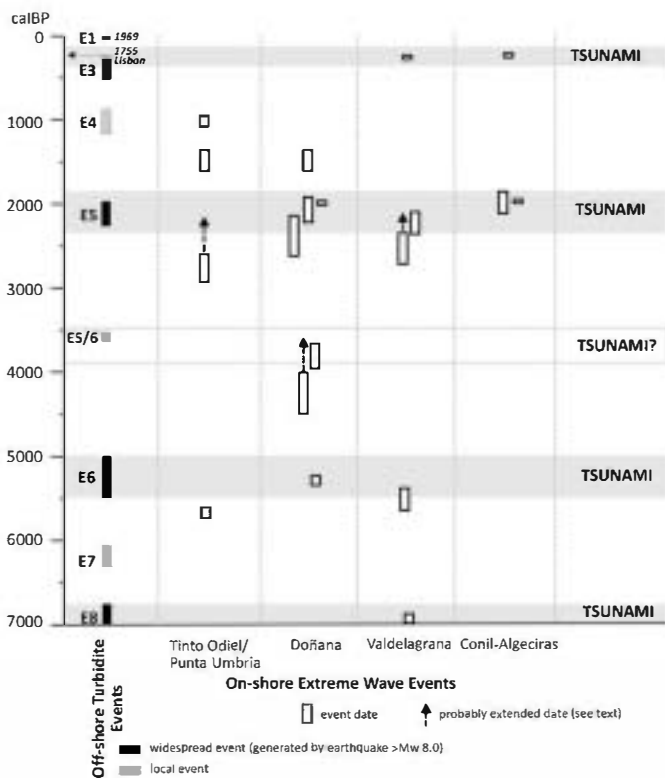 calBP
0
E1
1969
1755
Lisbon
TSUNAMI
E3
1000
E4
2000
E5
TSUNAMI
3000
E5/6
TSUNAMI?
4000
5000
E6
TSUNAMI
6000
E7
E8
TSUNAMI
7000
Tinto Odiel/
Punta Umbria
Doñana
Valdelagrana
Conil-Algeciras
Off-shore Turbidite
Events
On-shore Extreme Wave Events
event date
probably extended date (see text)
widespread event (generated by earthquake >Mw 8.0)
local event